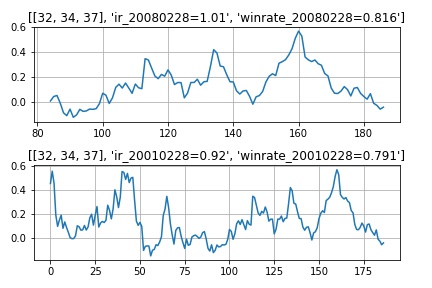 [[32, 34, 37], 'ir_20080228=1.01', 'winrate_20080228=0.816']
0.6
0.4
0.2
0.0
80 100 120 140 160 180
[[32, 34, 37], 'ir_20010228=0.92', 'winrate_20010228=0.791']
0.6
0.4
0.2
0.0
0 25 50 75 100 125 150 175